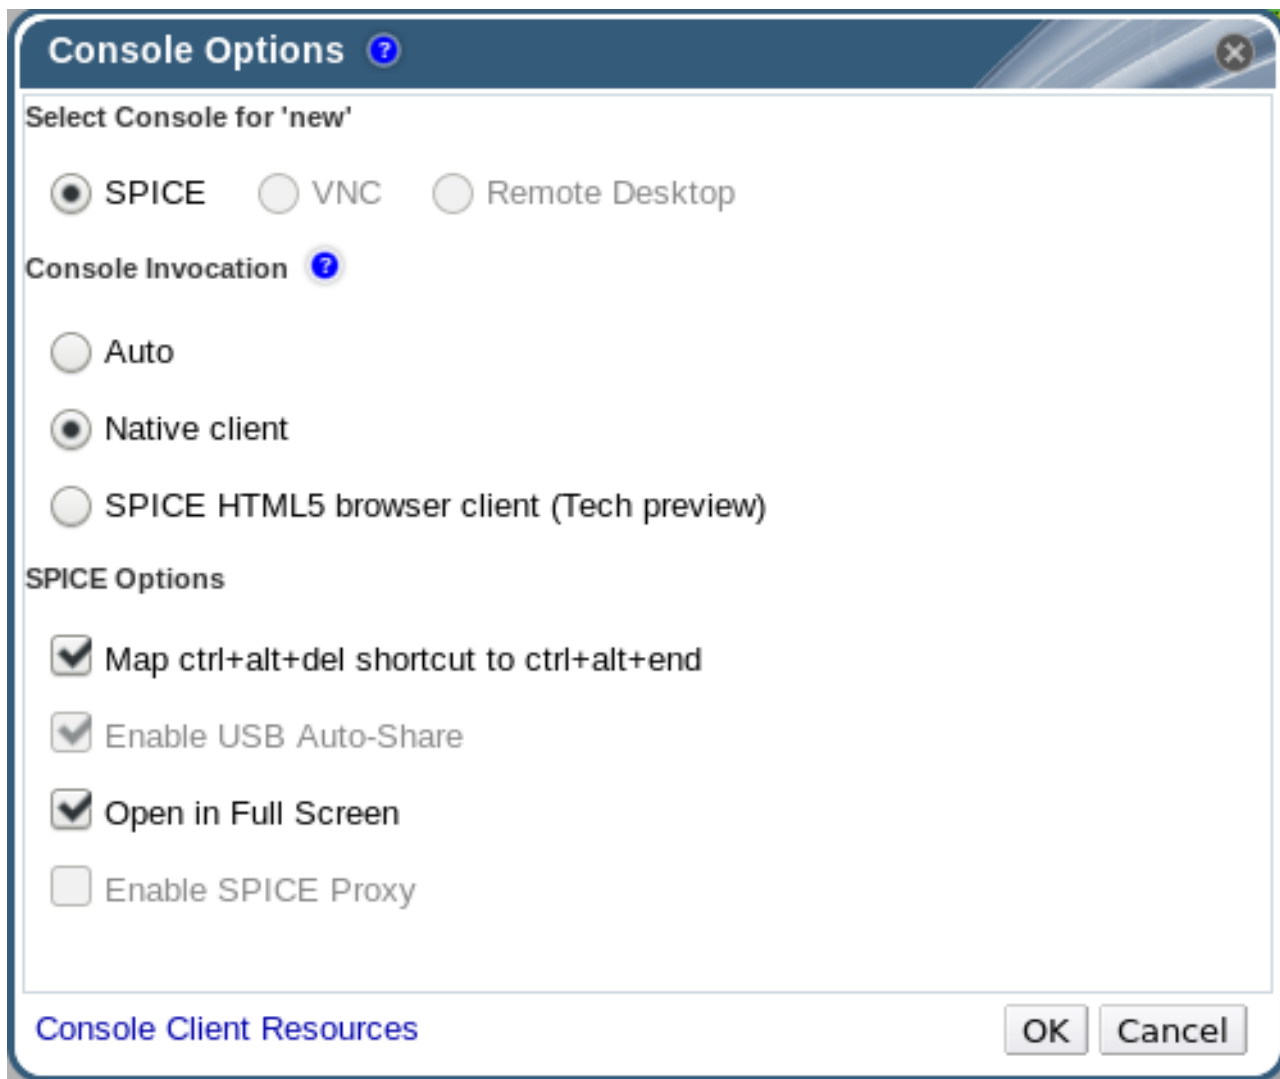 Console Options ?
Select Console for 'new'
SPICE VNC Remote Desktop
Console Invocation ?
Auto
Native client
SPICE HTML5 browser client (Tech preview)
SPICE Options
Map ctrl+alt+del shortcut to ctrl+alt+end
Enable USB Auto-Share
Open in Full Screen
Enable SPICE Proxy
Console Client Resources OK Cancel